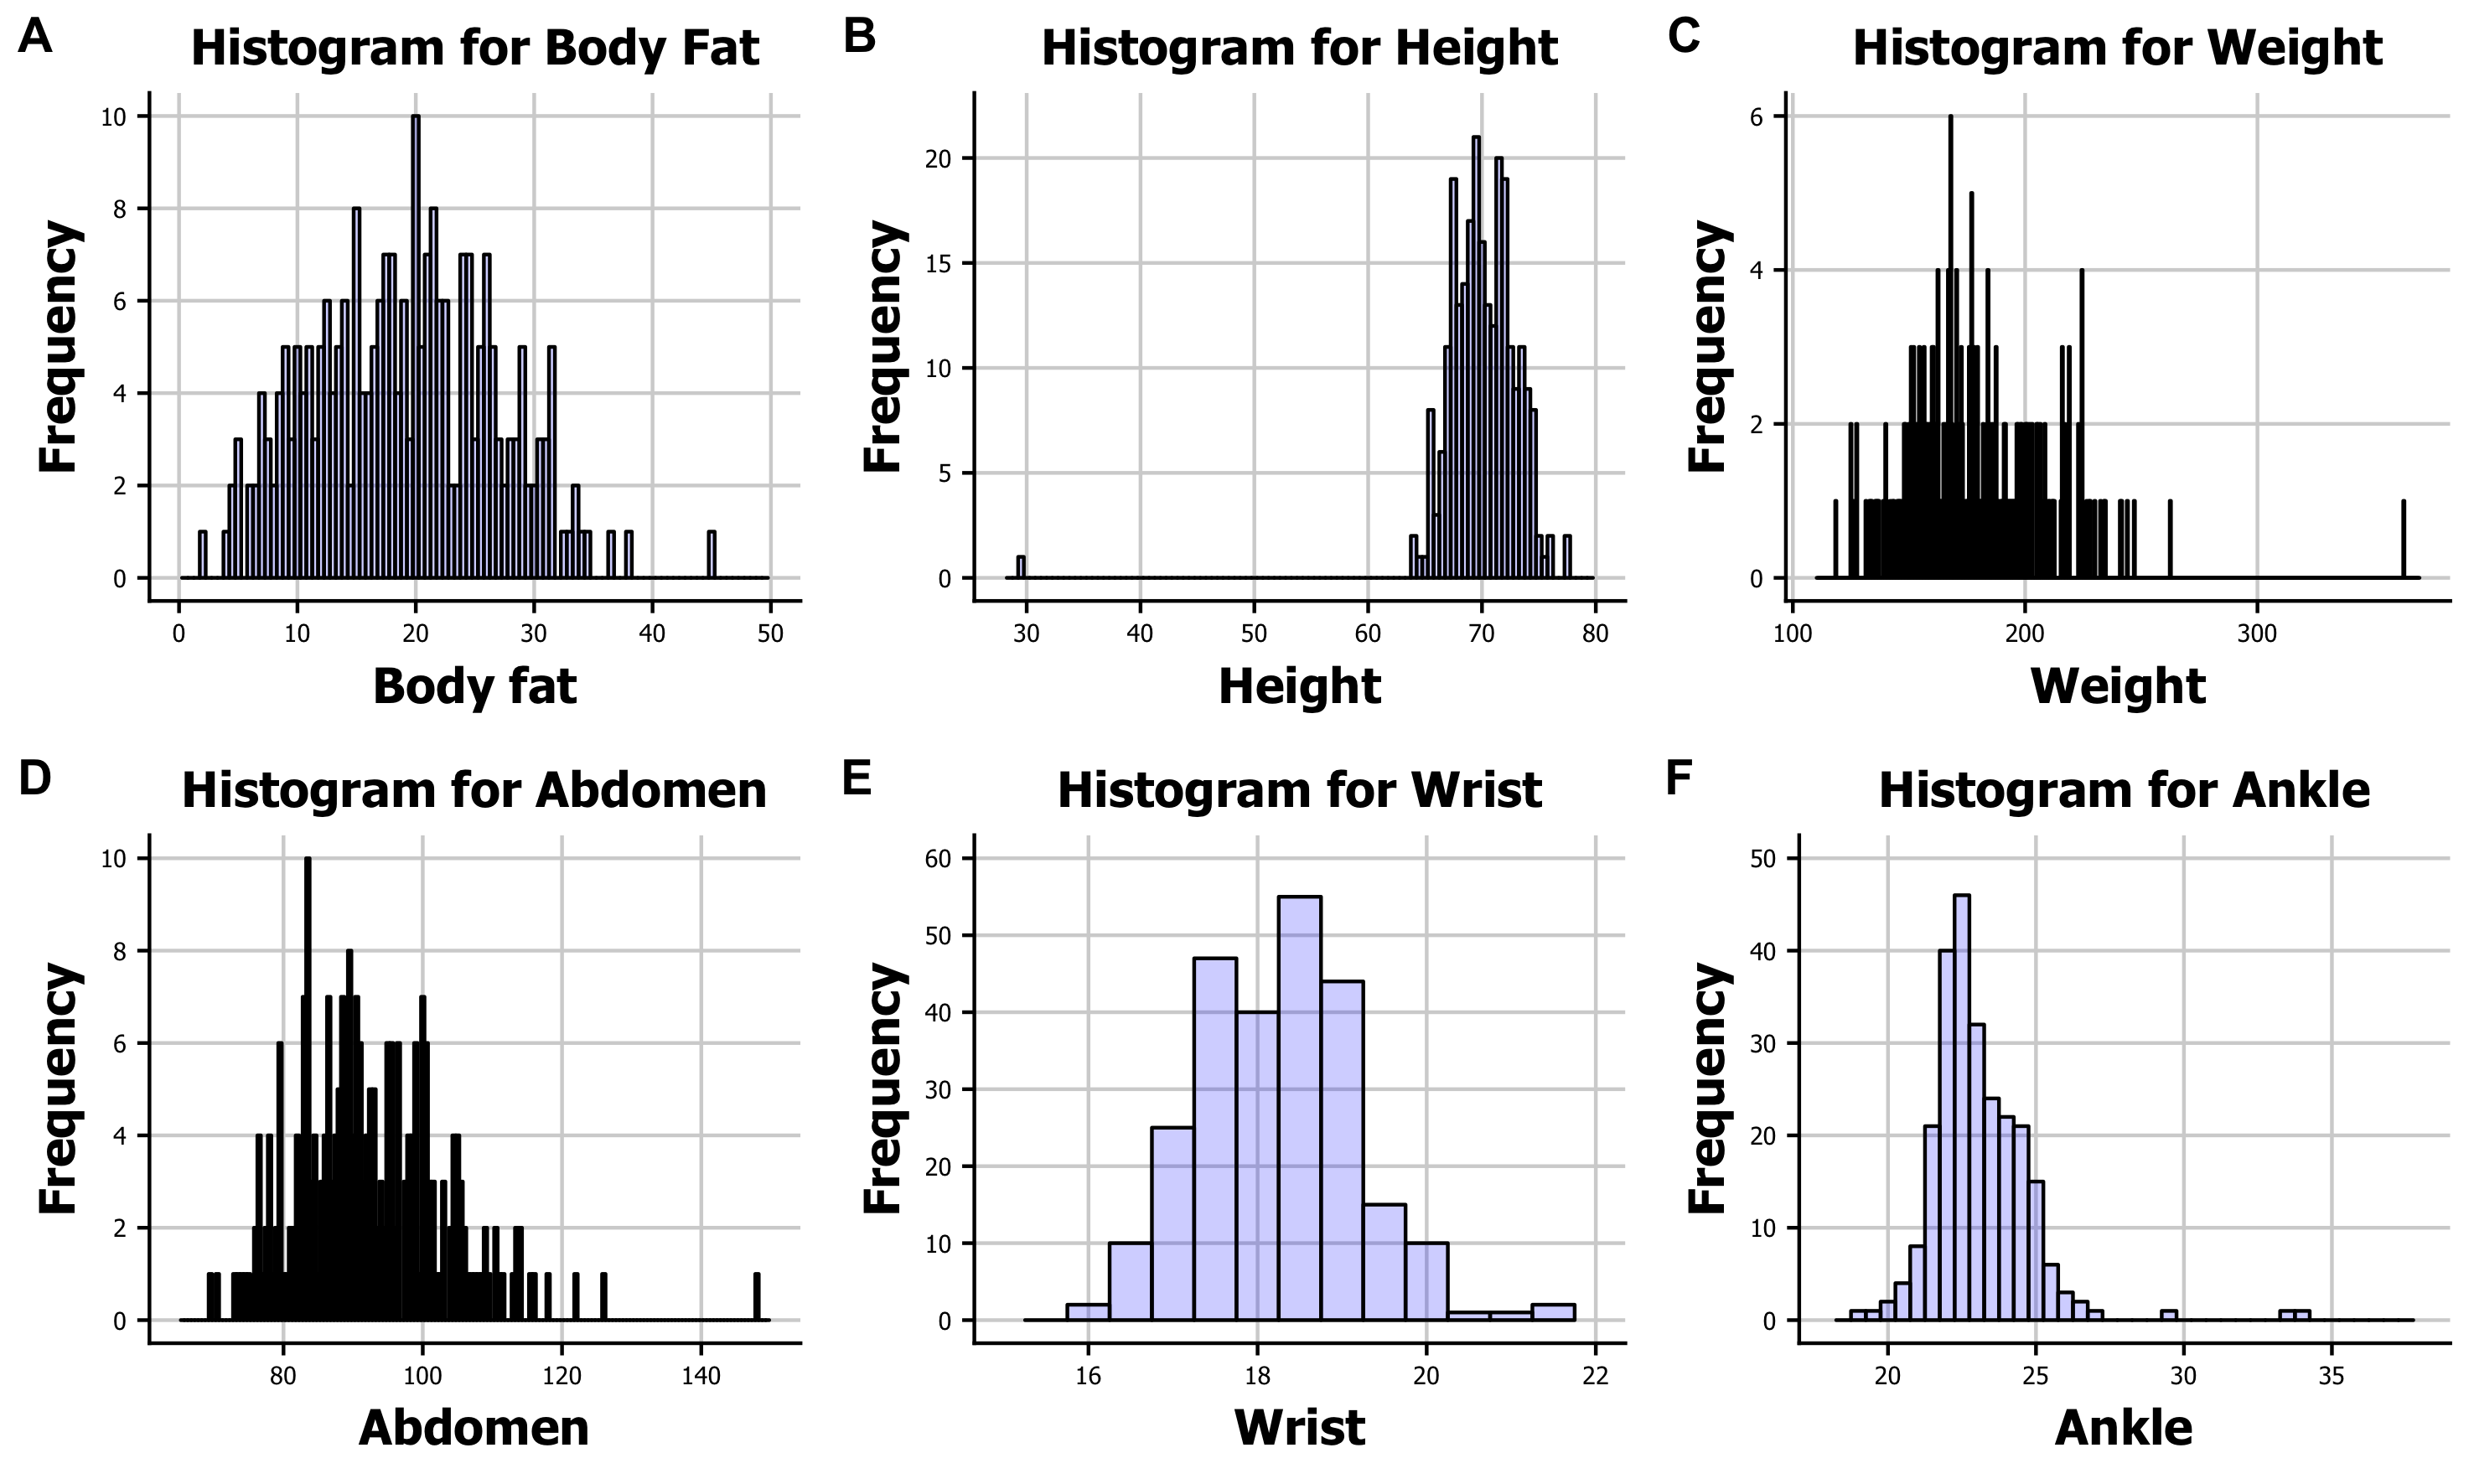 A
Histogram for Body Fat
Frequency
10
8
6
4
2
0
0 10 20 30 40 50
Body fat
B
Histogram for Height
Frequency
20
15
10
5
0
30 40 50 60 70 80
Height
C
Histogram for Weight
Frequency
6
4
2
0
100 200 300
Weight
D
Histogram for Abdomen
Frequency
10
8
6
4
2
0
80 100 120 140
Abdomen
E
Histogram for Wrist
Frequency
60
50
40
30
20
10
0
16 18 20 22
Wrist
F
Histogram for Ankle
Frequency
50
40
30
20
10
0
20 25 30 35
Ankle